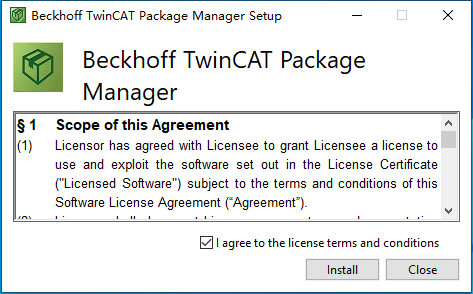 Beckhoff TwinCAT Package Manager Setup
Beckhoff TwinCAT Package
Manager
§ 1 Scope of this Agreement
(1) Licensor has agreed with Licensee to grant Licensee a license to
use and exploit the software set out in the License Certificate
("Licensed Software") subject to the terms and conditions of this
Software License Agreement (“Agreement”).
I agree to the license terms and conditions
Install Close